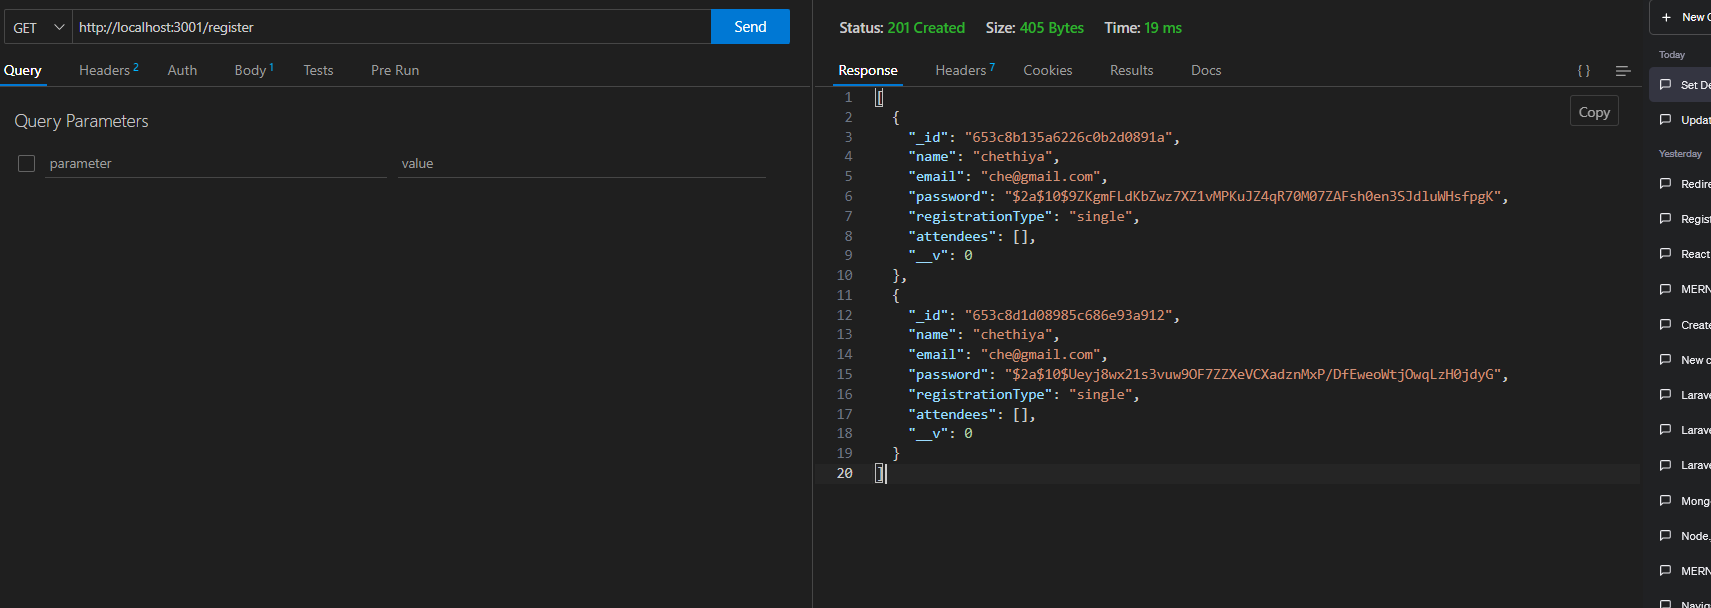 GET http://localhost:3001/register Send
Query Headers 2 Auth Body 1 Tests Pre Run
Query Parameters
parameter value
Status: 201 Created Size: 405 Bytes Time: 19 ms
Response Headers 7 Cookies Results Docs { }
Copy
1 [
2 {
3 "_id": "653c8b135a6226c0b2d0891a",
4 "name": "chethiya",
5 "email": "che@gmail.com",
6 "password": "$2a$10$9ZKgmFLdKbZwz7XZ1vMPKuJZ4qR70M07ZAFsh0en3SJdluWHsfpgK",
7 "registrationType": "single",
8 "attendees": [],
9 "__v": 0
10 },
11 {
12 "_id": "653c8d1d08985c686e93a912",
13 "name": "chethiya",
14 "email": "che@gmail.com",
15 "password": "$2a$10$Ueyj8wx21s3vuw9OF7ZZXeVCXadznMxP/DfEweoWtjOwqLzH0jdyG",
16 "registrationType": "single",
17 "attendees": [],
18 "__v": 0
19 }
20 ]
+ New C
Today
Set De
Updat
Yesterday
Redire
Regist
React
MERN
Create
New c
Larave
Larave
Larave
Mong
Node.
MERN
Navig